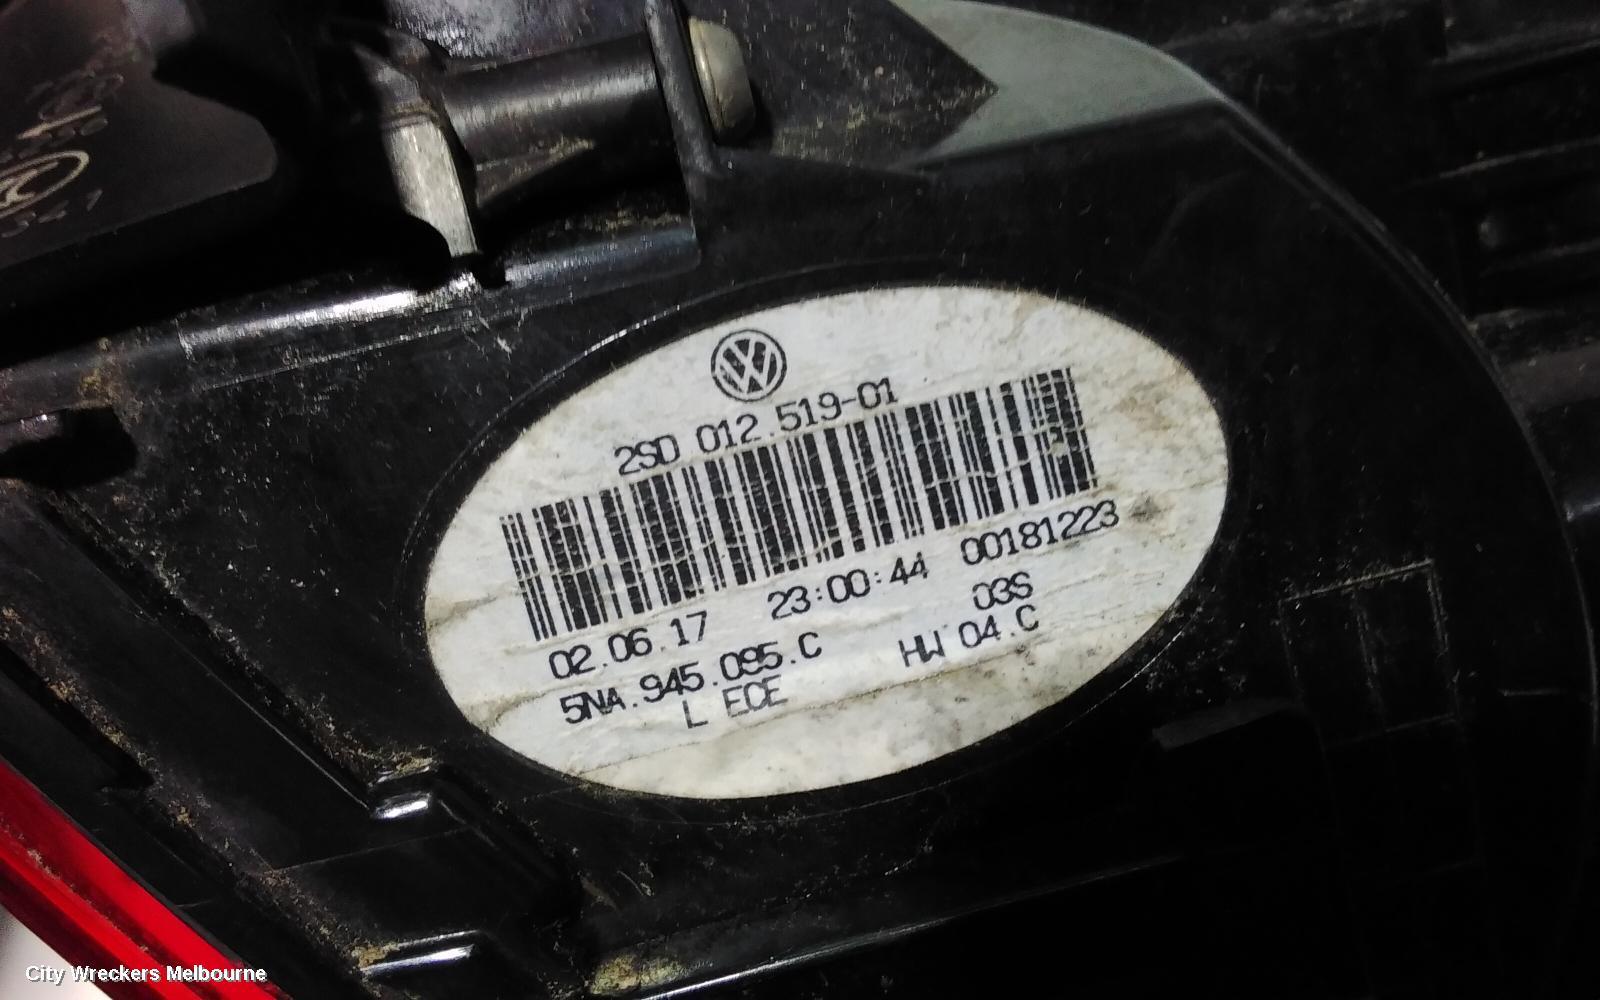 2SD 012.519-01
02.06.17 23:00:44 00181223
03S
5NA.945.095.C HW 04.C
L ECE
City Wreckers Melbourne